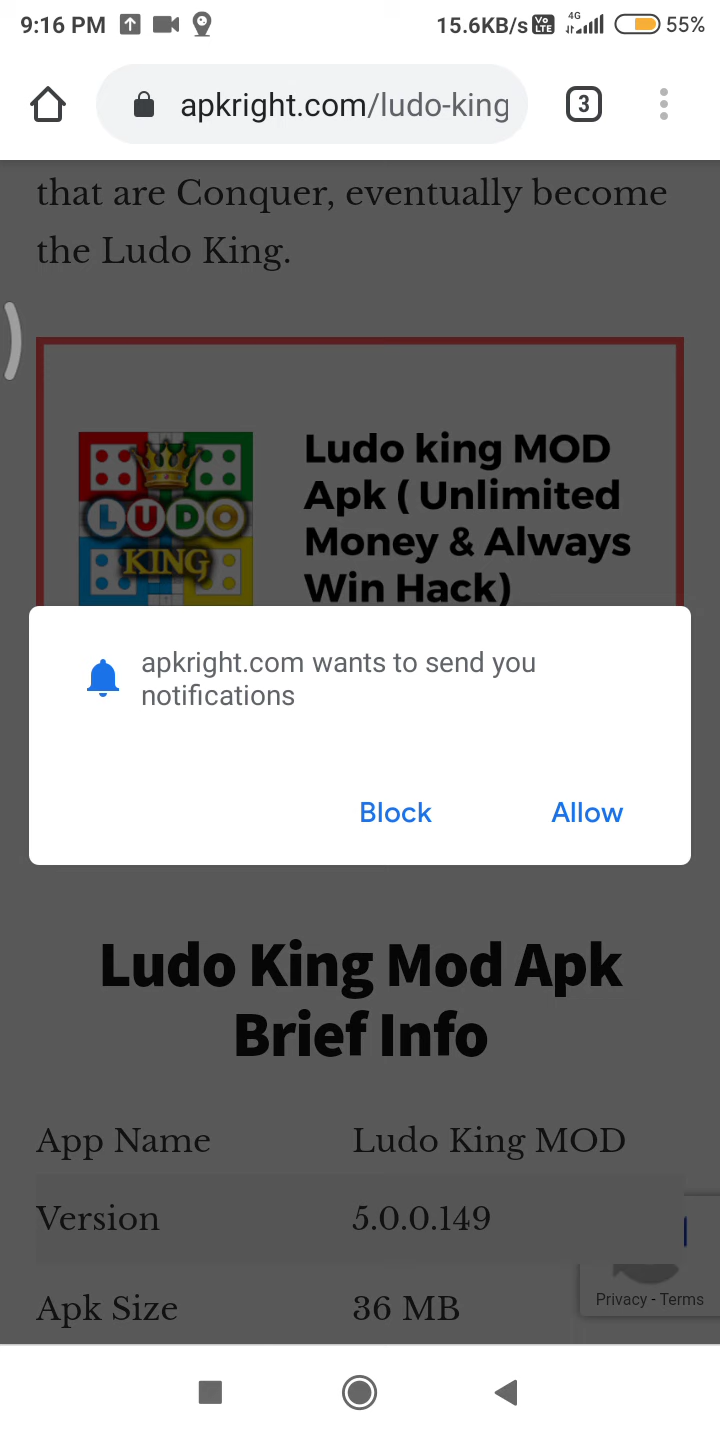 9:16 PM 15.6KB/s Vo LTE 4G 55%
apkright.com/ludo-king 3
that are Conquer, eventually become
the Ludo King.
LUDO
KING
Ludo king MOD
Apk ( Unlimited
Money & Always
Win Hack)
apkright.com wants to send you
notifications
Block Allow
Ludo King Mod Apk
Brief Info
App Name Ludo King MOD
Version 5.0.0.149
Apk Size 36 MB
Privacy - Terms